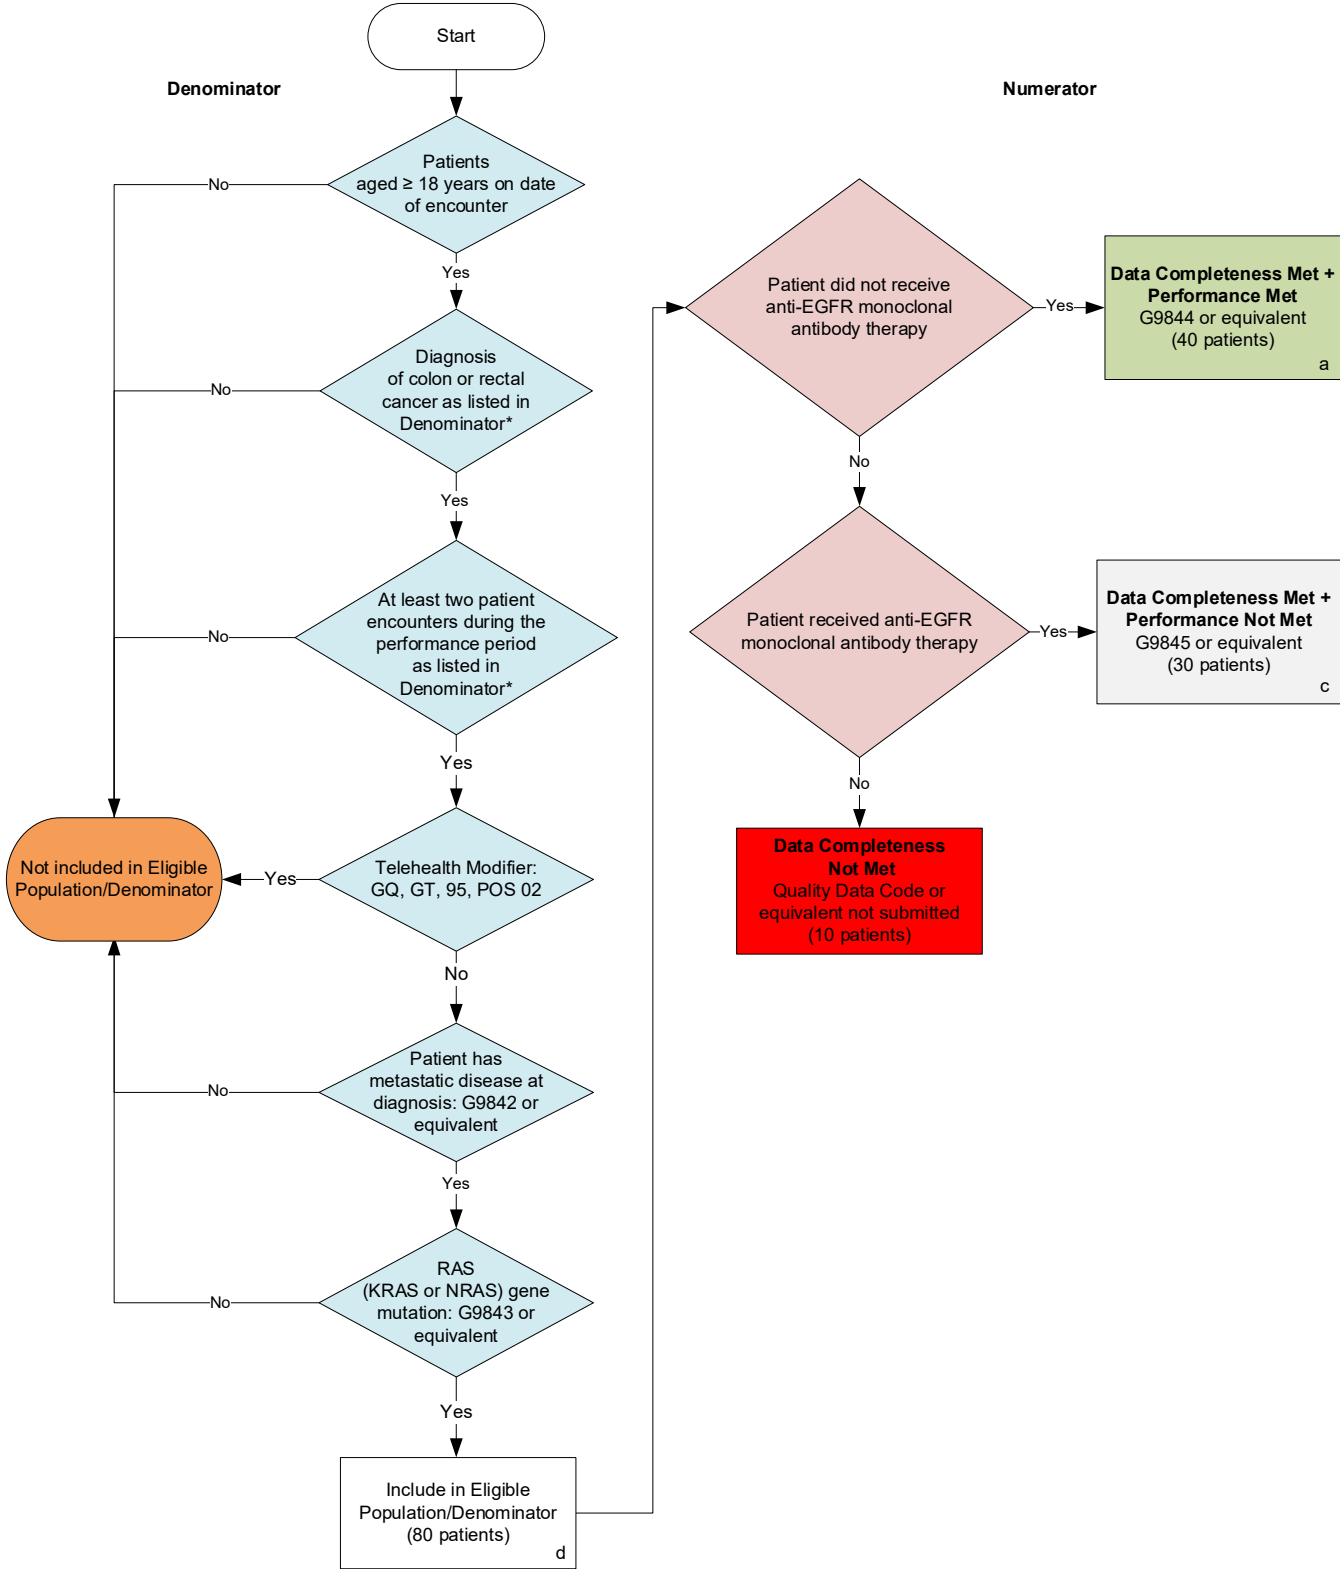 Start
Denominator
Numerator
Patients
aged ≥ 18 years on date
of encounter
No
Yes
Diagnosis
of colon or rectal
cancer as listed in
Denominator*
No
Yes
At least two patient
encounters during the
performance period
as listed in
Denominator*
No
Yes
Telehealth Modifier:
GQ, GT, 95, POS 02
Yes
Not included in Eligible
Population/Denominator
No
Patient has
metastatic disease at
diagnosis: G9842 or
equivalent
No
Yes
RAS
(KRAS or NRAS) gene
mutation: G9843 or
equivalent
No
Yes
Include in Eligible
Population/Denominator
(80 patients)
d
Patient did not receive
anti-EGFR monoclonal
antibody therapy
Yes
Data Completeness Met +
Performance Met
G9844 or equivalent
(40 patients)
a
No
Patient received anti-EGFR
monoclonal antibody therapy
Yes
Data Completeness Met +
Performance Not Met
G9845 or equivalent
(30 patients)
c
No
Data Completeness
Not Met
Quality Data Code or
equivalent not submitted
(10 patients)